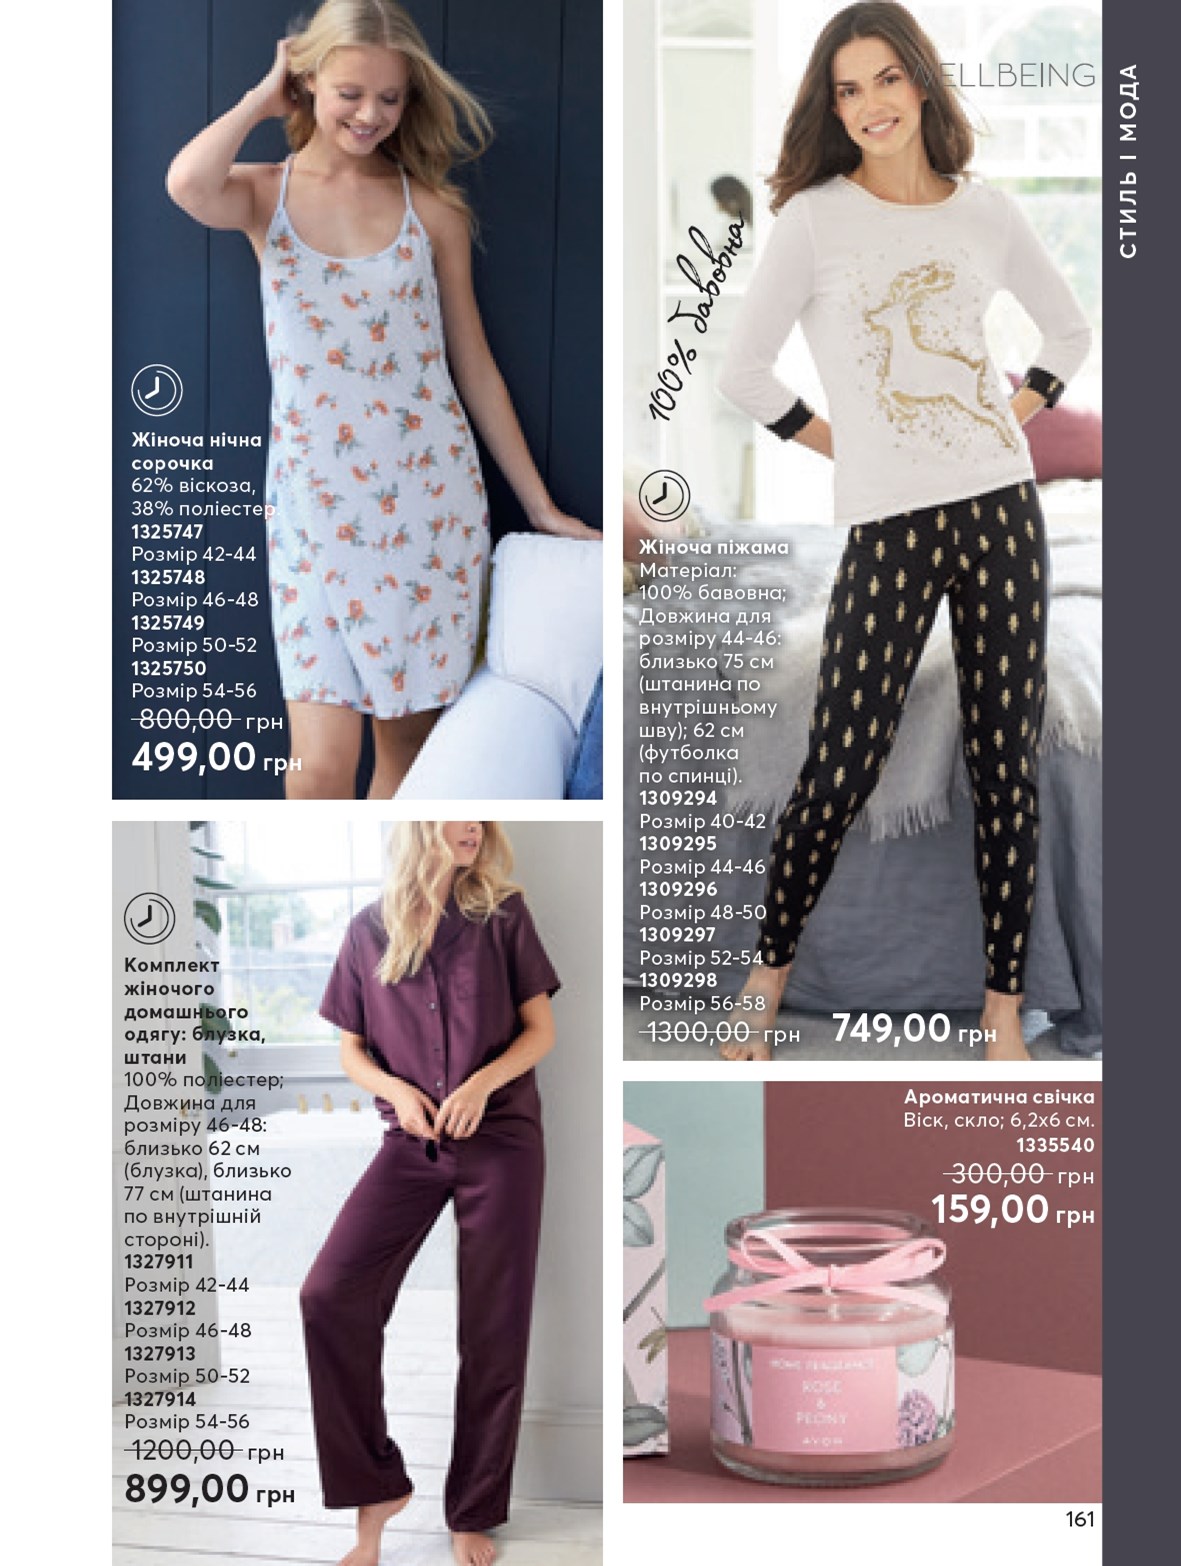 WELLBEING
СТИЛЬ І МОДА
100% бавовна
Жіноча нічна
сорочка
62% віскоза,
38% поліестер.
1325747
Розмір 42-44
1325748
Розмір 46-48
1325749
Розмір 50-52
1325750
Розмір 54-56
800,00 грн
499,00 грн
Жіноча піжама
Матеріал:
100% бавовна;
Довжина для
розміру 44-46:
близько 75 см
(штанина по
внутрішньому
шву); 62 см
(футболка
по спинці).
1309294
Розмір 40-42
1309295
Розмір 44-46
1309296
Розмір 48-50
1309297
Розмір 52-54
1309298
Розмір 56-58
1300,00 грн 749,00 грн
Комплект
жіночого
домашнього
одягу: блузка,
штани
100% поліестер;
Довжина для
розміру 46-48:
близько 62 см
(блузка), близько
77 см (штанина
по внутрішній
стороні).
1327911
Розмір 42-44
1327912
Розмір 46-48
1327913
Розмір 50-52
1327914
Розмір 54-56
1200,00 грн
899,00 грн
Ароматична свічка
Віск, скло; 6,2х6 см.
1335540
300,00 грн
159,00 грн
HOME FRAGRANCE
ROSE
&
PEONY
AVON
161